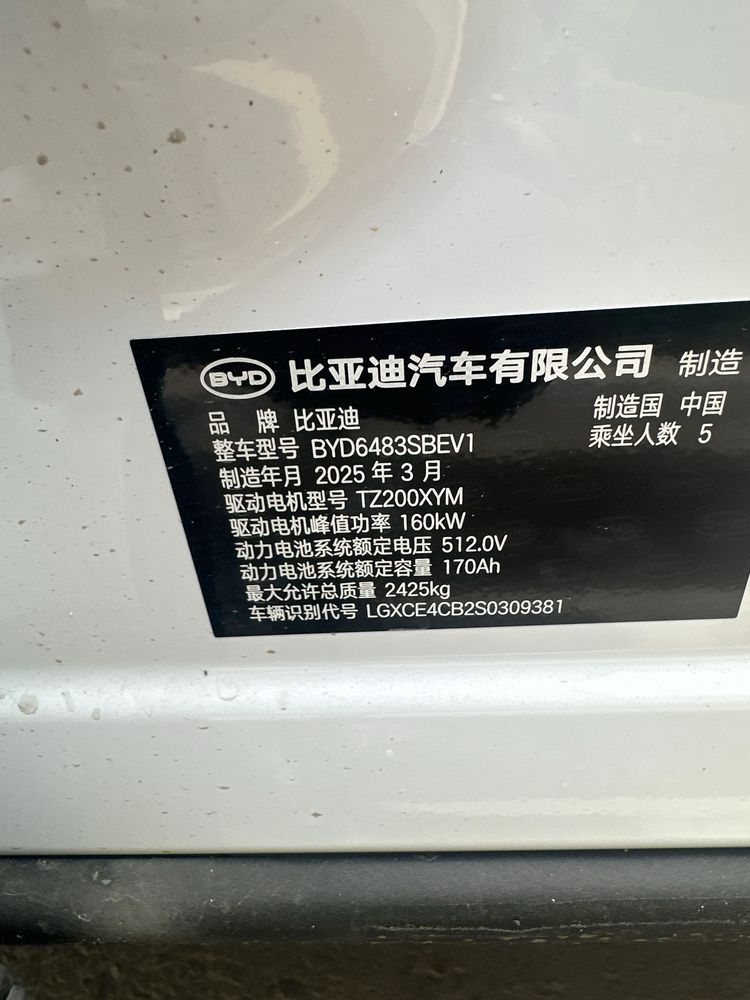 BYD 比亚迪汽车有限公司 制造
品 牌 比亚迪 制造国 中国
整车型号 BYD6483SBEV1 乘坐人数 5
制造年月 2025 年 3 月
驱动电机型号 TZ200XYM
驱动电机峰值功率 160kW
动力电池系统额定电压 512.0V
动力电池系统额定容量 170Ah
最大允许总质量 2425kg
车辆识别代号 LGXCE4CB2S0309381